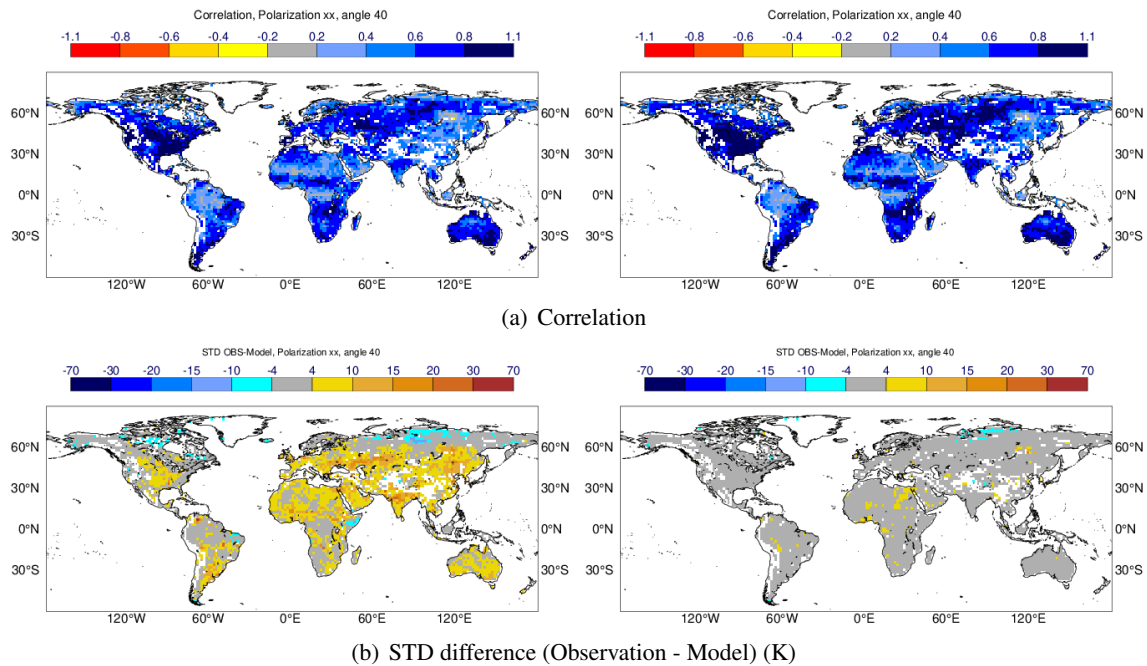 Correlation, Polarization xx, angle 40
-1.1 -0.8 -0.6 -0.4 -0.2 0.2 0.4 0.6 0.8 1.1
60°N 60°N
30°N 30°N
0°N 0°N
30°S 30°S
120°W 60°W 0°E 60°E 120°E
Correlation, Polarization xx, angle 40
-1.1 -0.8 -0.6 -0.4 -0.2 0.2 0.4 0.6 0.8 1.1
60°N 60°N
30°N 30°N
0°N 0°N
30°S 30°S
120°W 60°W 0°E 60°E 120°E
(a) Correlation
STD OBS-Model, Polarization xx, angle 40
-70 -30 -20 -15 -10 -4 4 10 15 20 30 70
60°N 60°N
30°N 30°N
0°N 0°N
30°S 30°S
120°W 60°W 0°E 60°E 120°E
STD OBS-Model, Polarization xx, angle 40
-70 -30 -20 -15 -10 -4 4 10 15 20 30 70
60°N 60°N
30°N 30°N
0°N 0°N
30°S 30°S
120°W 60°W 0°E 60°E 120°E
(b) STD difference (Observation - Model) (K)